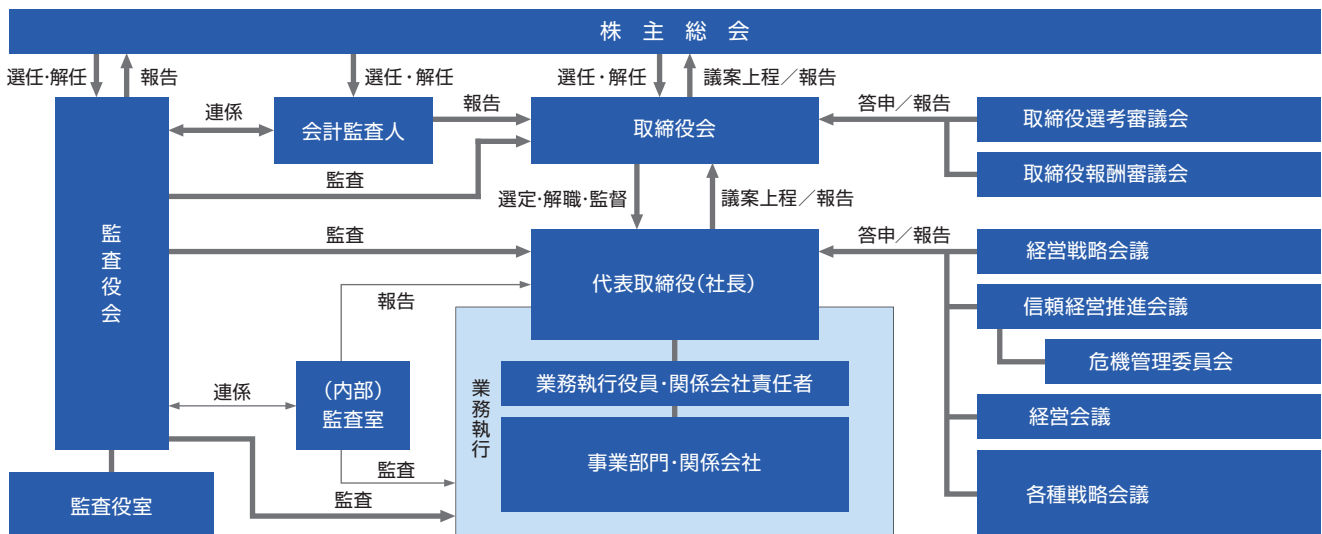 株主総会
選任・解任
報告
選任・解任
選任・解任
議案上程／報告
連係
会計監査人
報告
取締役会
答申／報告
取締役選考審議会
取締役報酬審議会
監査
選定・解職・監督
議案上程／報告
監査役会
監査
代表取締役（社長）
答申／報告
経営戦略会議
信頼経営推進会議
危機管理委員会
経営会議
各種戦略会議
報告
連係
（内部）
監査室
業務執行
業務執行役員・関係会社責任者
事業部門・関係会社
監査
監査
監査役室